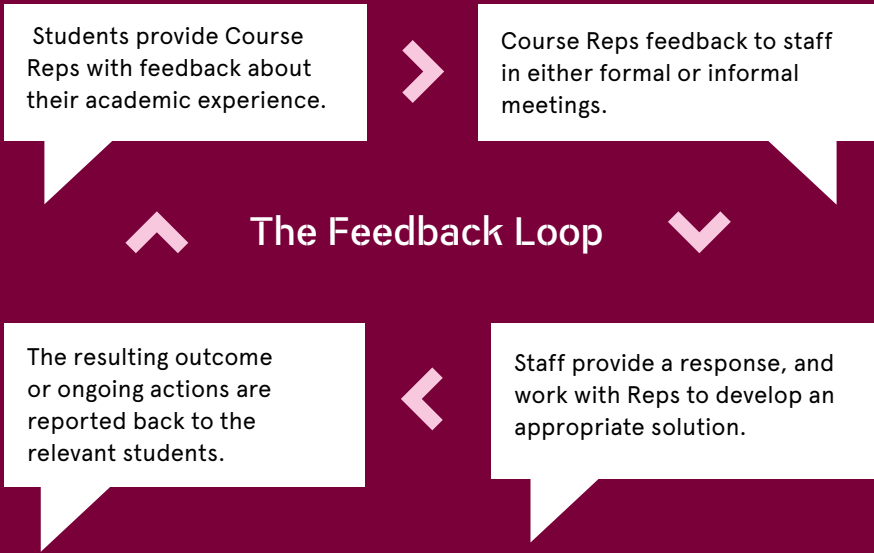 Students provide Course
Reps with feedback about
their academic experience.
Course Reps feedback to staff
in either formal or informal
meetings.
The Feedback Loop
The resulting outcome
or ongoing actions are
reported back to the
relevant students.
Staff provide a response, and
work with Reps to develop an
appropriate solution.